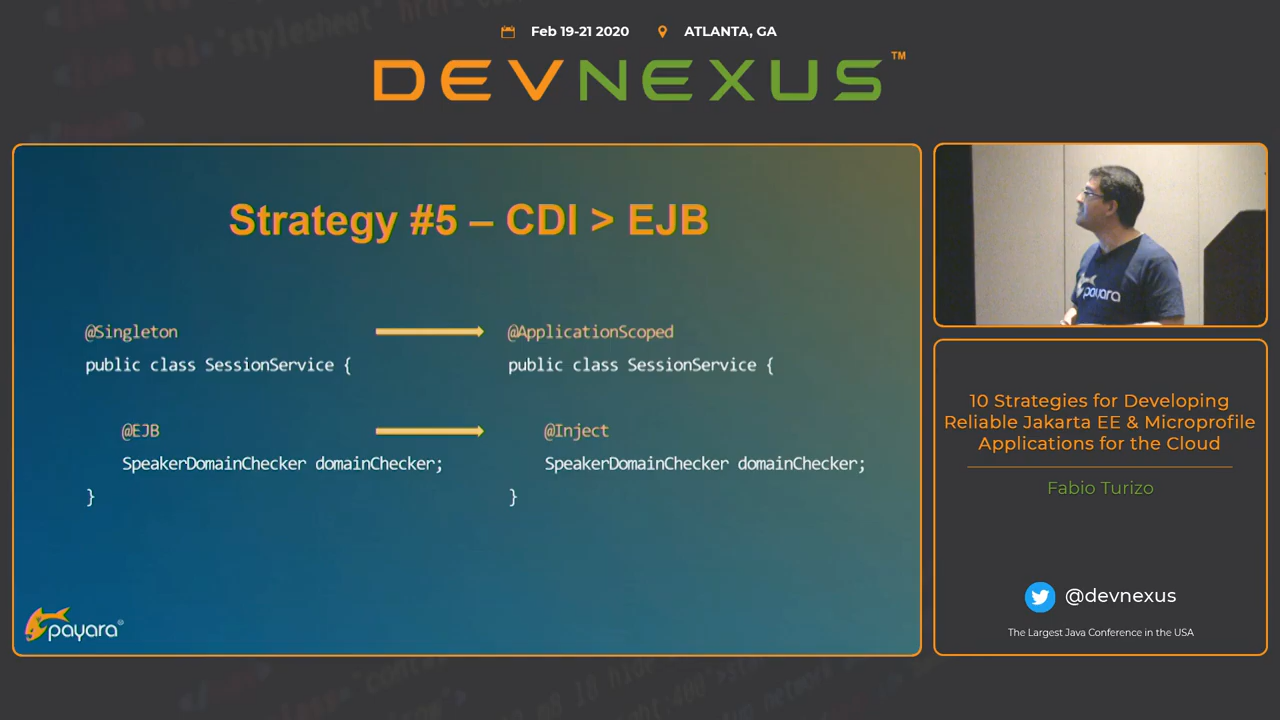 Feb 19-21 2020
ATLANTA, GA
DEVNEXUS™
Strategy #5 – CDI > EJB
@Singleton
public class SessionService {
@EJB
SpeakerDomainChecker domainChecker;
}
@ApplicationScoped
public class SessionService {
@Inject
SpeakerDomainChecker domainChecker;
}
payara®
payara
10 Strategies for Developing
Reliable Jakarta EE & Microprofile
Applications for the Cloud
Fabio Turizo
@devnexus
The Largest Java Conference in the USA